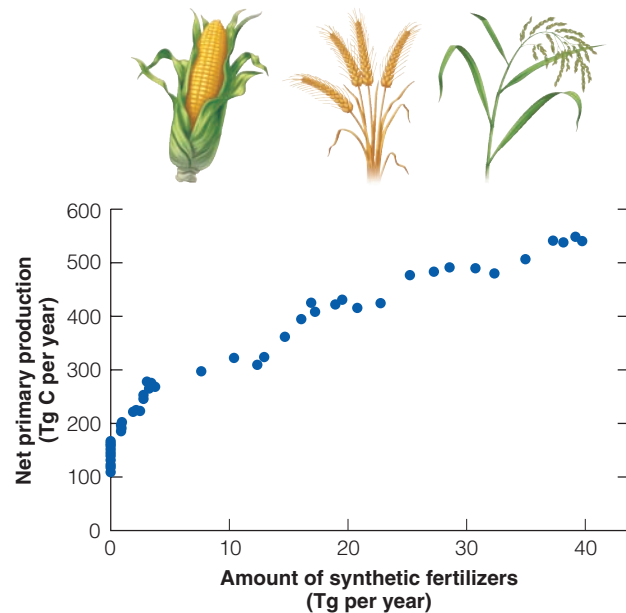 600
500
400
300
200
100
0
Net primary production
(Tg C per year)
0 10 20 30 40
Amount of synthetic fertilizers
(Tg per year)